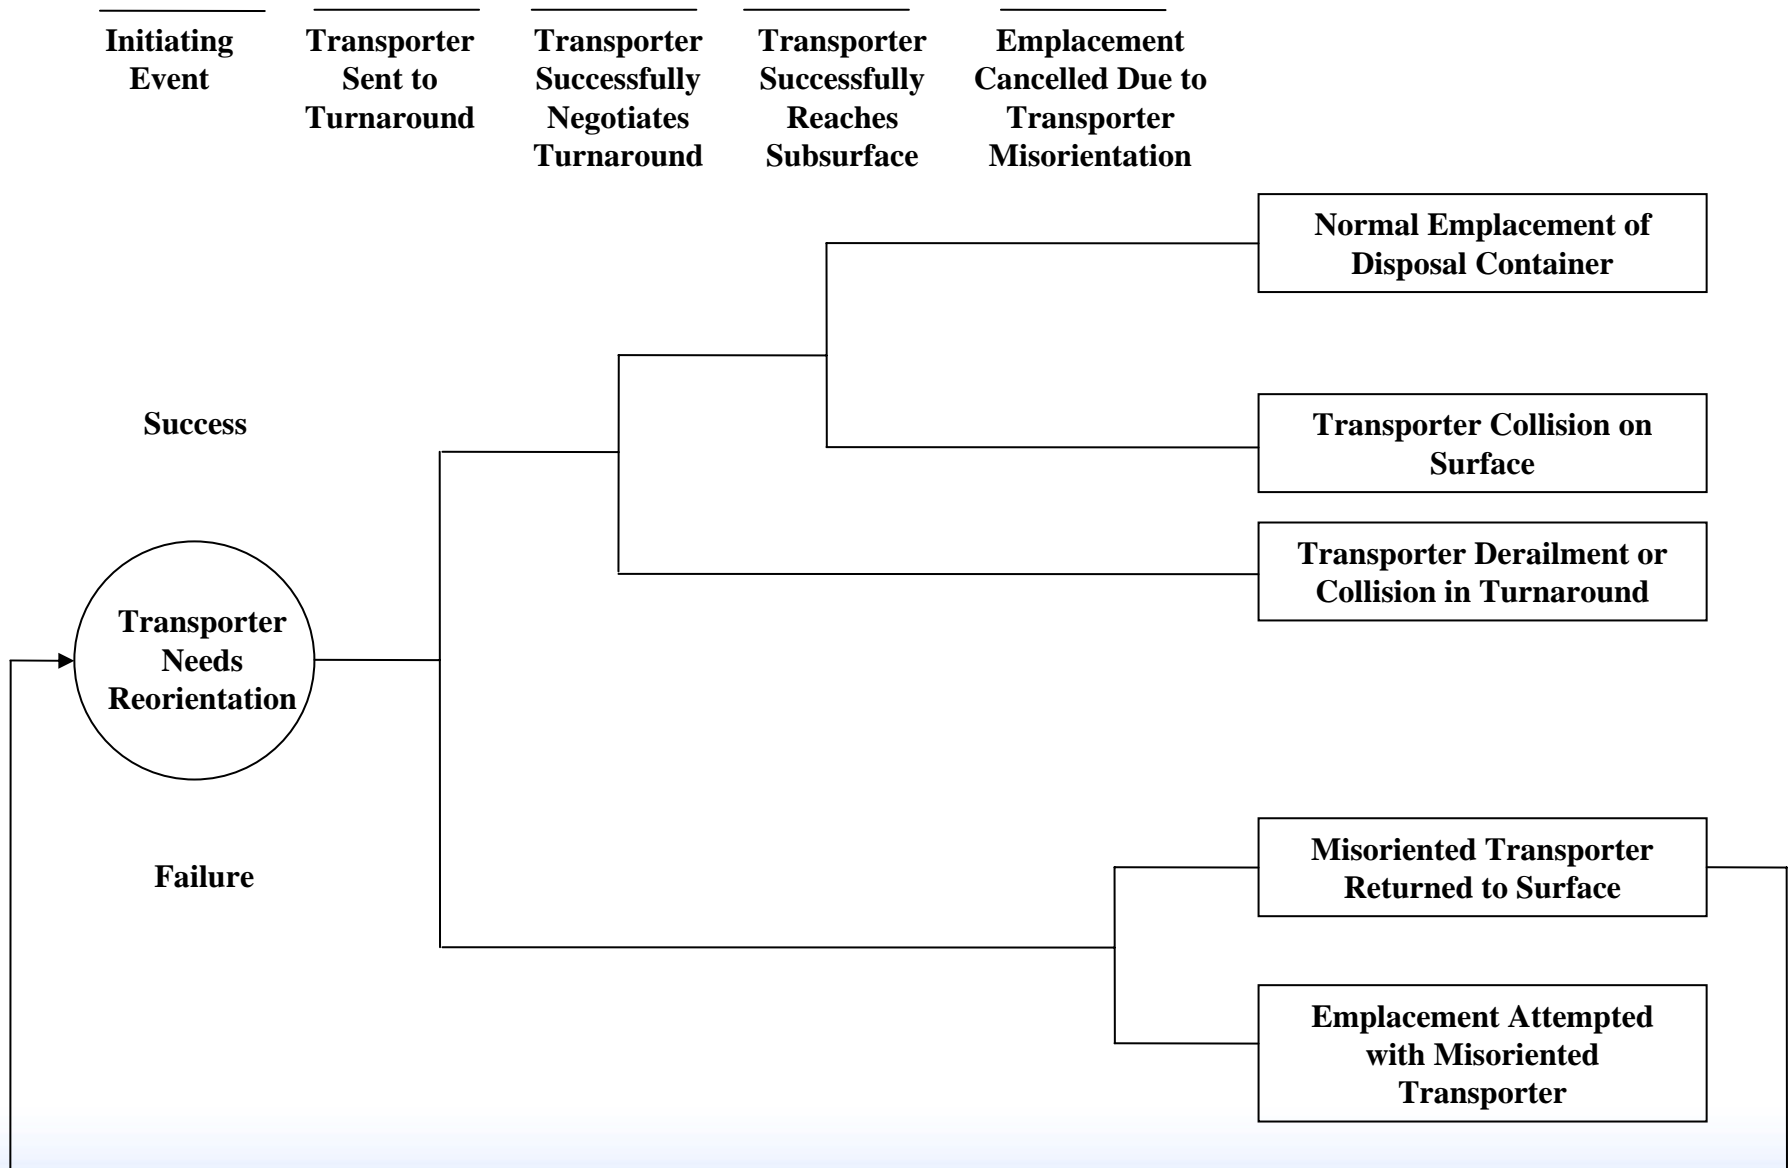 Initiating
Event
Transporter
Sent to
Turnaround
Transporter
Successfully
Negotiates
Turnaround
Transporter
Successfully
Reaches
Subsurface
Emplacement
Cancelled Due to
Transporter
Misorientation
Normal Emplacement of
Disposal Container
Success
Transporter Collision on
Surface
Transporter Derailment or
Collision in Turnaround
Transporter
Needs
Reorientation
Failure
Misoriented Transporter
Returned to Surface
Emplacement Attempted
with Misoriented
Transporter